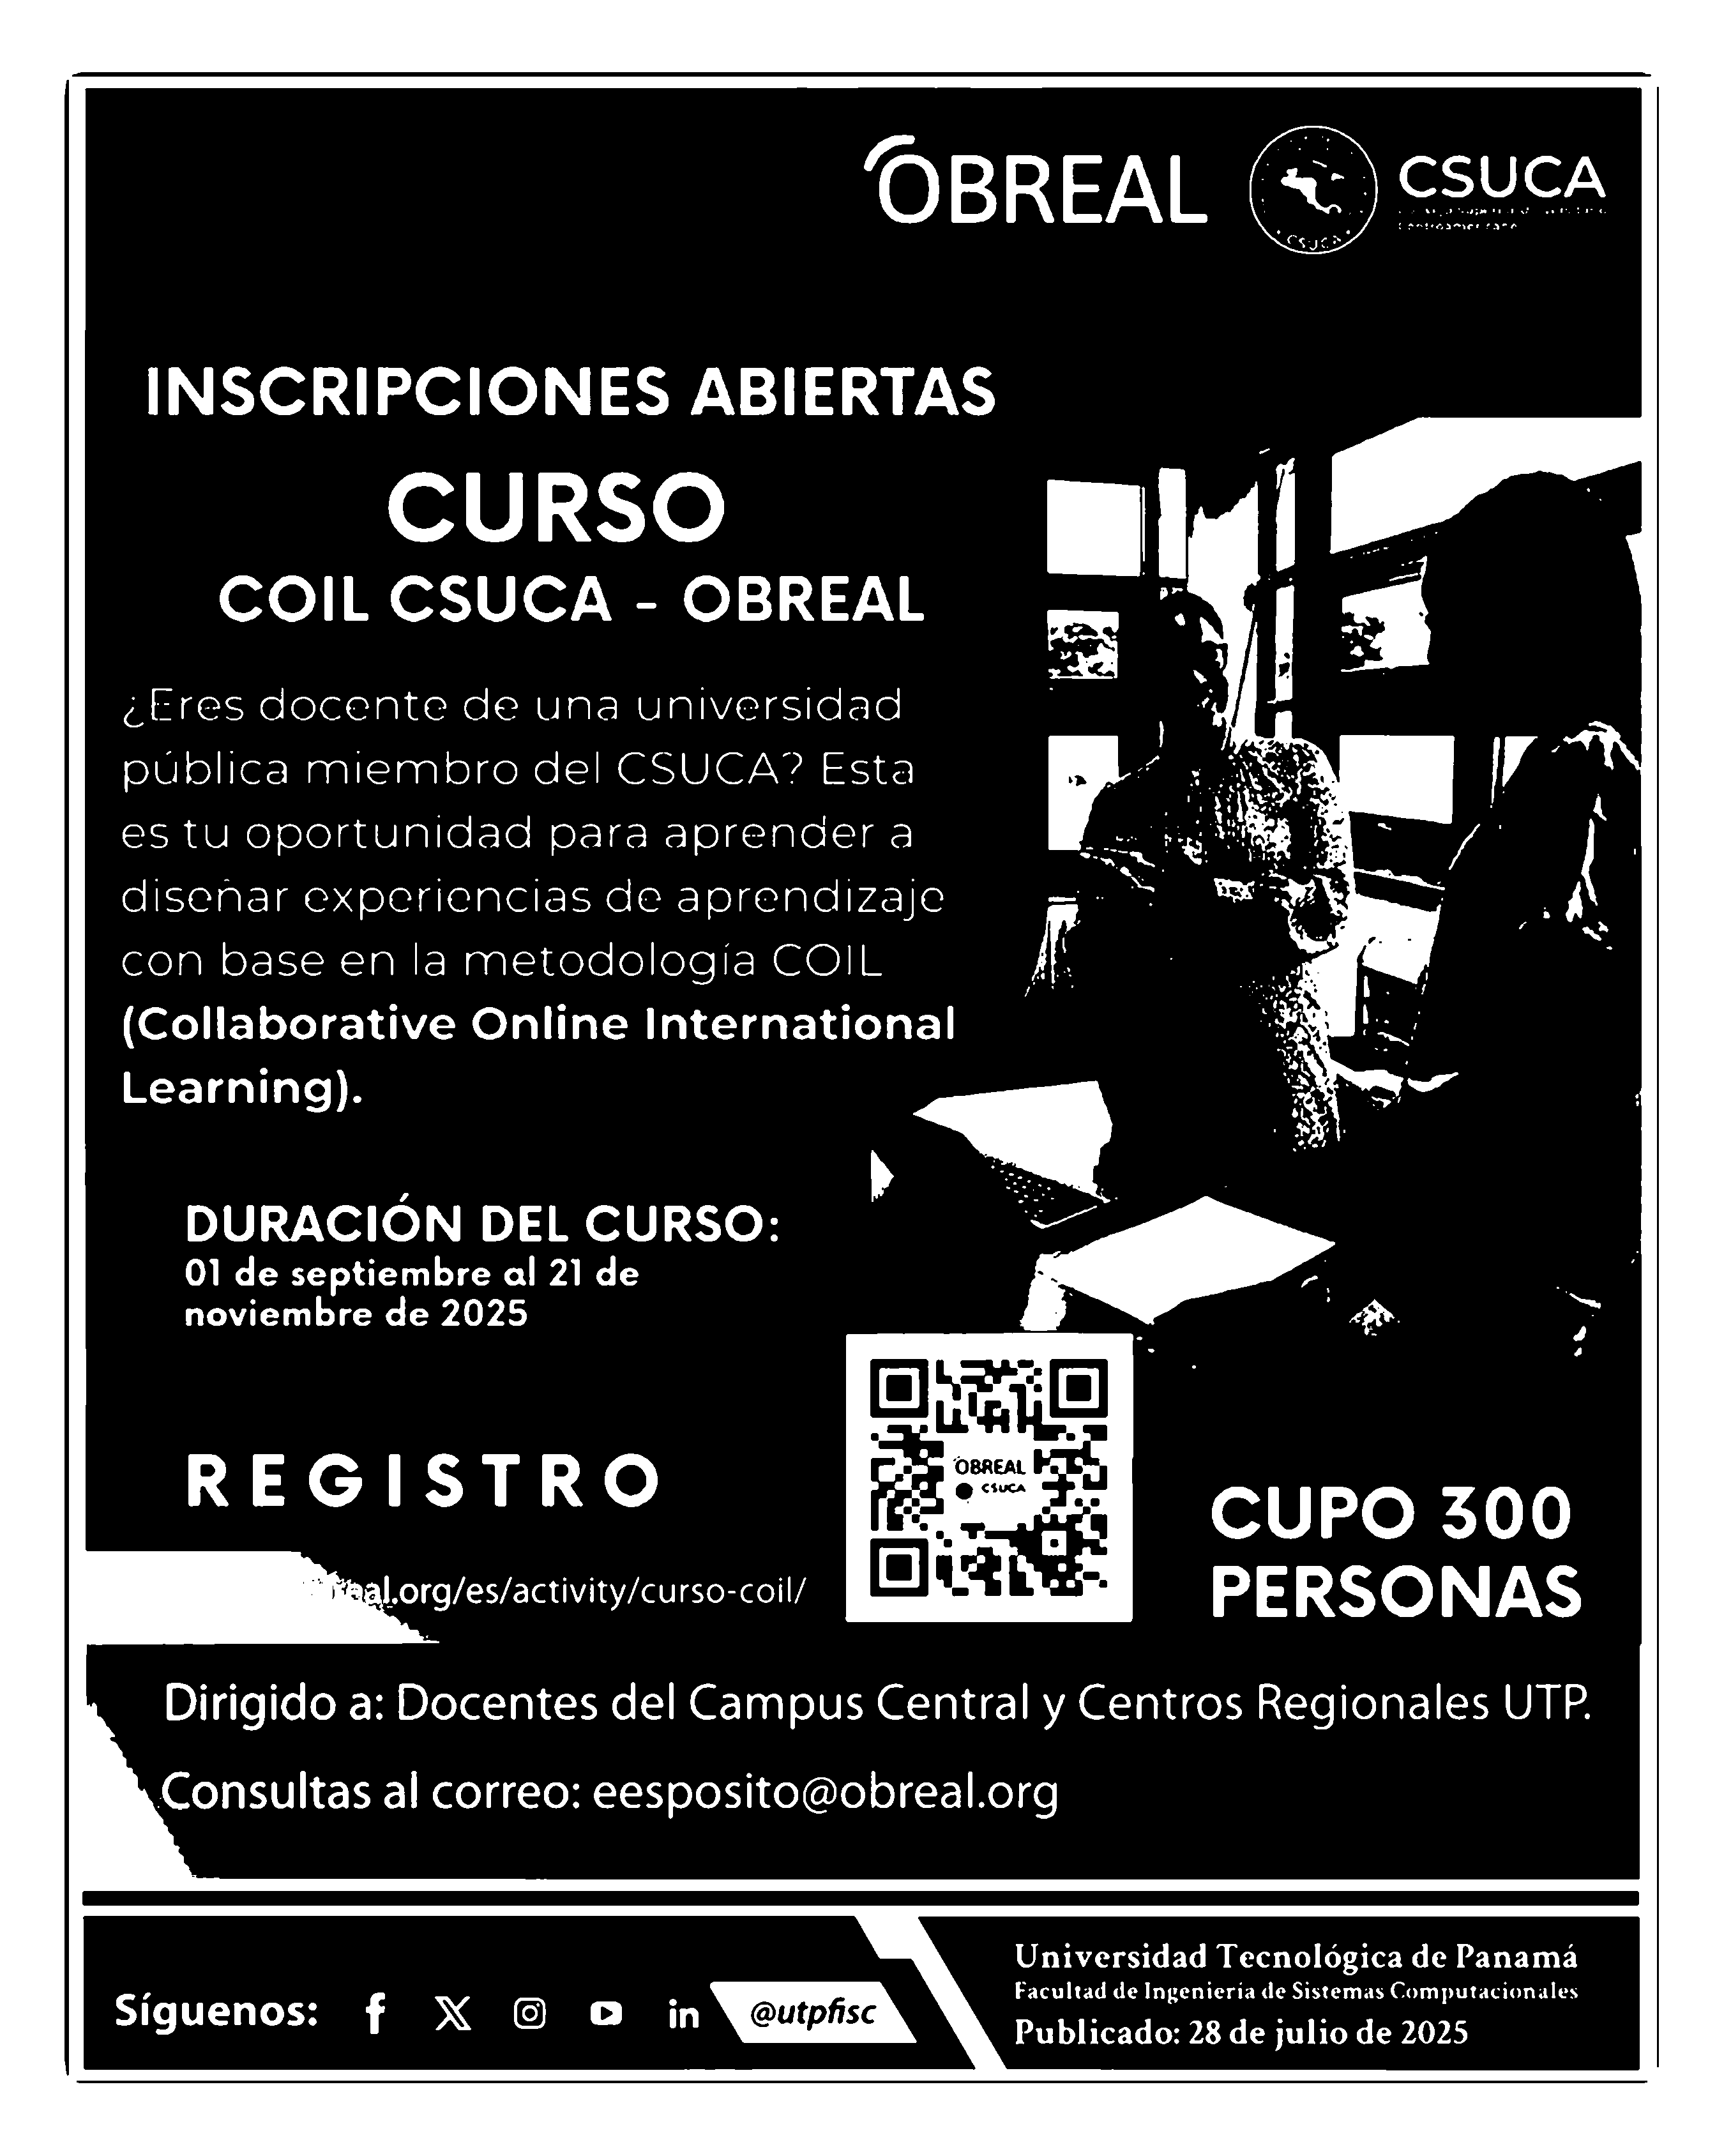 OBREAL
CSUCA
Centroamericano
CSUCA
INSCRIPCIONES ABIERTAS
CURSO
COIL CSUCA - OBREAL
¿Eres docente de una universidad
pública miembro del CSUCA? Esta
es tu oportunidad para aprender a
diseñar experiencias de aprendizaje
con base en la metodología COIL
(Collaborative Online International
Learning).
DURACIÓN DEL CURSO:
01 de septiembre al 21 de
noviembre de 2025
REGISTRO
OBREAL
CSUCA
CUPO 300
PERSONAS
eal.org/es/activity/curso-coil/
Dirigido a: Docentes del Campus Central y Centros Regionales UTP.
Consultas al correo: eesposito@obreal.org
Síguenos:
@utpfisc
Universidad Tecnológica de Panamá
Facultad de Ingeniería de Sistemas Computacionales
Publicado: 28 de julio de 2025